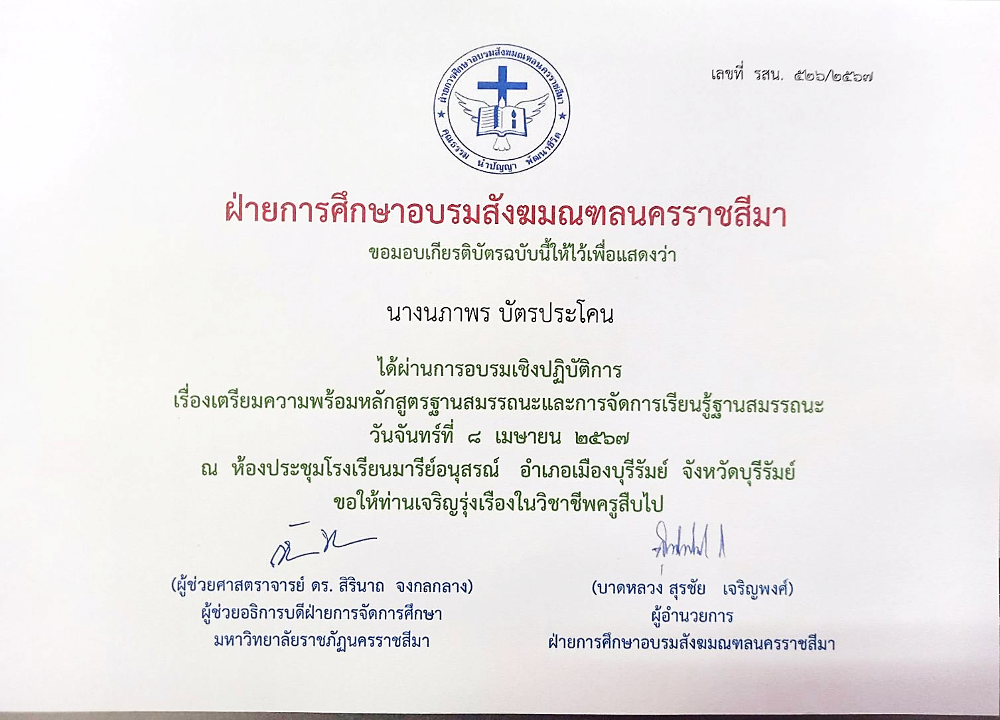 ฝ่ายการศึกษาอบรมสังฆมณฑลนครราชสีมา
คุณธรรม นำปัญญา พัฒนาชีวิต
เลขที่ รสน. ๕๒๖/๒๕๖๗
ฝ่ายการศึกษาอบรมสังฆมณฑลนครราชสีมา
ขอมอบเกียรติบัตรฉบับนี้ให้ไว้เพื่อแสดงว่า
นางนภาพร บัตรประโคน
ได้ผ่านการอบรมเชิงปฏิบัติการ
เรื่องเตรียมความพร้อมหลักสูตรฐานสมรรถนะและการจัดการเรียนรู้ฐานสมรรถนะ
วันจันทร์ที่ ๘ เมษายน ๒๕๖๗
ณ ห้องประชุมโรงเรียนมารีย์อนุสรณ์ อำเภอเมืองบุรีรัมย์ จังหวัดบุรีรัมย์
ขอให้ท่านเจริญรุ่งเรืองในวิชาชีพครูสืบไป
(ผู้ช่วยศาสตราจารย์ ดร. สิรินาถ จงกลกลาง)
ผู้ช่วยอธิการบดีฝ่ายการจัดการศึกษา
มหาวิทยาลัยราชภัฏนครราชสีมา
(บาดหลวง สุรชัย เจริญพงศ์)
ผู้อำนวยการ
ฝ่ายการศึกษาอบรมสังฆมณฑลนครราชสีมา